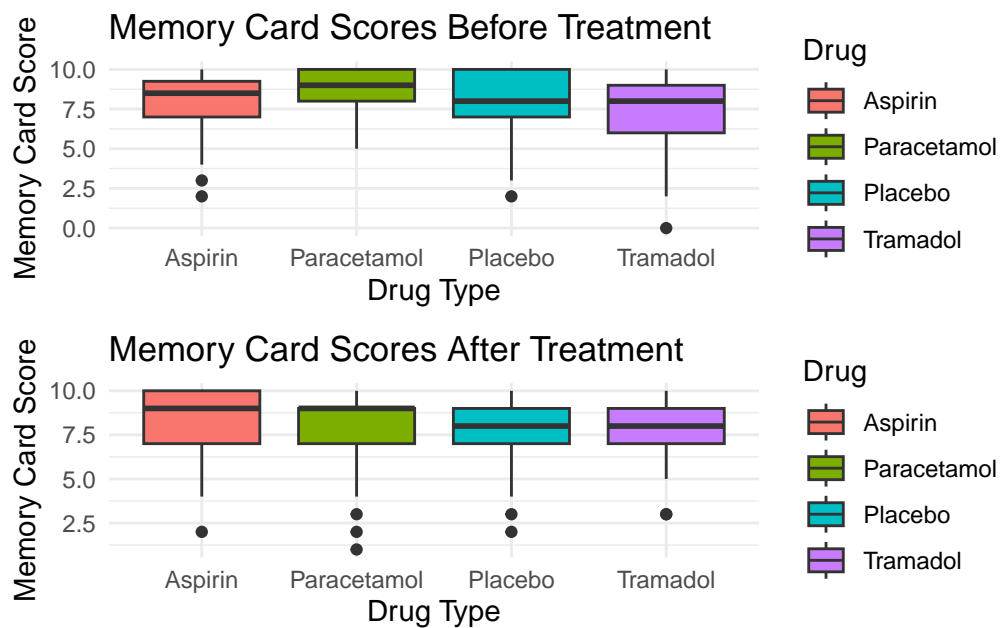 Memory Card Scores Before Treatment
Memory Card Score
10.0
7.5
5.0
2.5
0.0
Aspirin Paracetamol Placebo Tramadol
Drug Type
Drug
Aspirin
Paracetamol
Placebo
Tramadol
Memory Card Scores After Treatment
Memory Card Score
10.0
7.5
5.0
2.5
Aspirin Paracetamol Placebo Tramadol
Drug Type
Drug
Aspirin
Paracetamol
Placebo
Tramadol